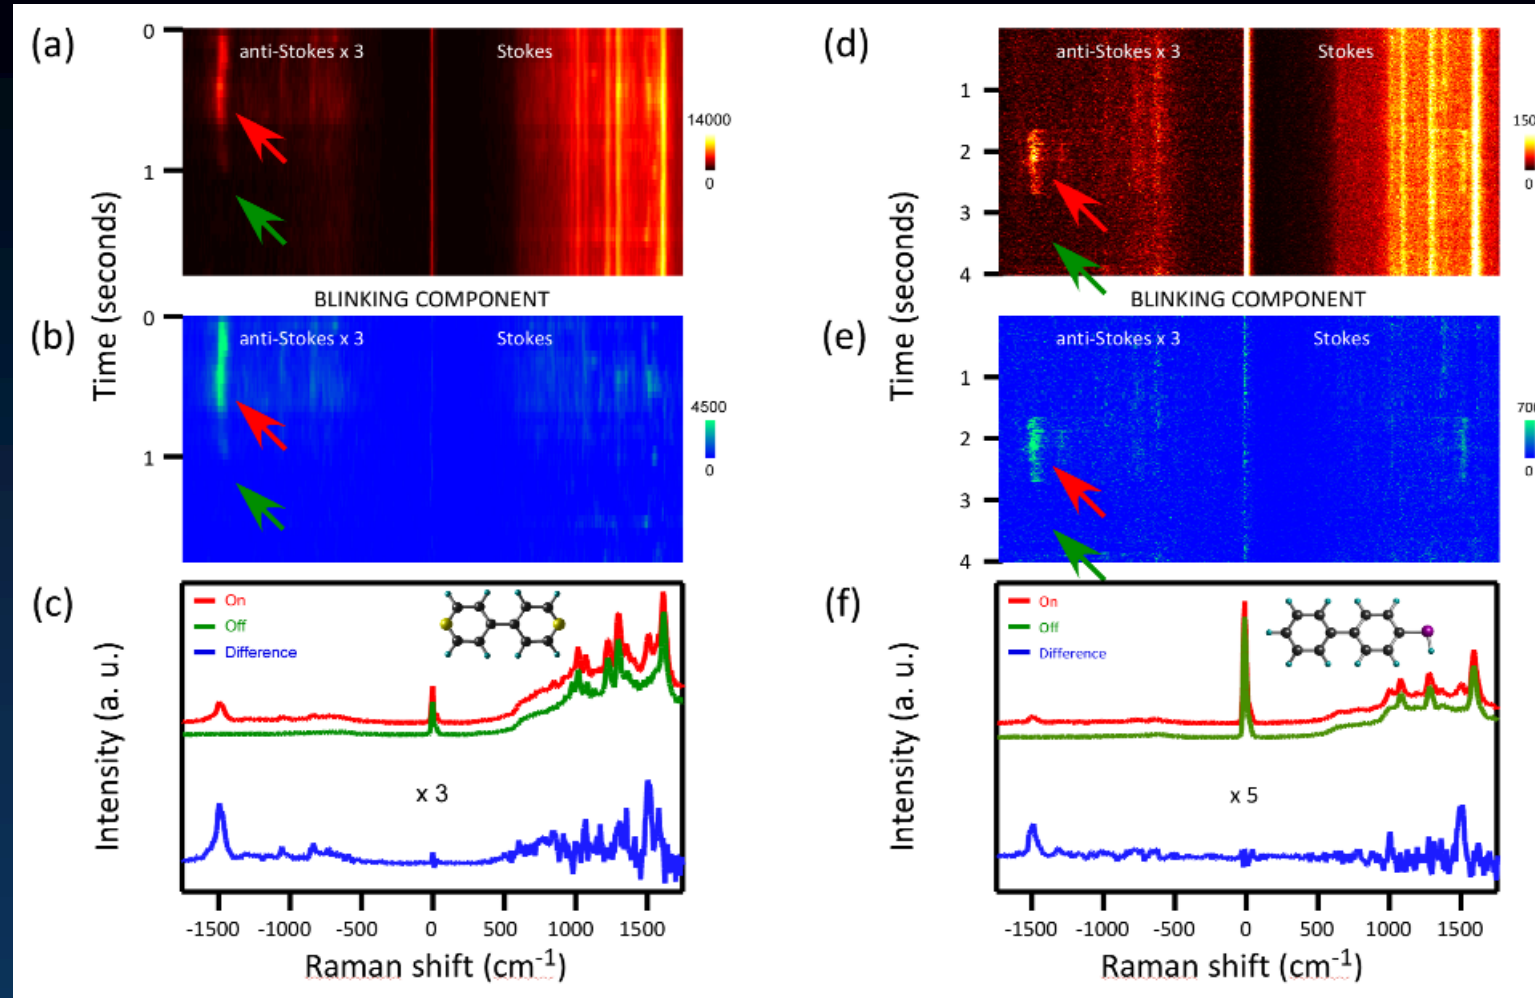 (a)
0
anti-Stokes x 3
Stokes
14000
0
1
Time (seconds)
BLINKING COMPONENT
(b)
0
anti-Stokes x 3
Stokes
4500
0
1
(c)
On
Off
Difference
x 3
Intensity (a. u.)
-1500 -1000 -500 0 500 1000 1500
Raman shift (cm-1)
(d)
anti-Stokes x 3
Stokes
1
2
3
4
0
Time (seconds)
BLINKING COMPONENT
(e)
anti-Stokes x 3
Stokes
1
2
3
4
0
(f)
On
Off
Difference
x 5
Intensity (a. u.)
-1500 -1000 -500 0 500 1000 1500
Raman shift (cm-1)